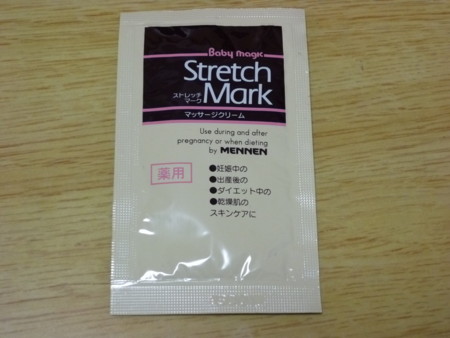 Baby magic
Stretch
ストレッチ
マーク
Mark
マッサージクリーム
Use during and after
pregnancy or when dieting
by MENNEN
薬用
●妊娠中の
●出産後の
●ダイエット中の
●乾燥肌の
スキンケアに